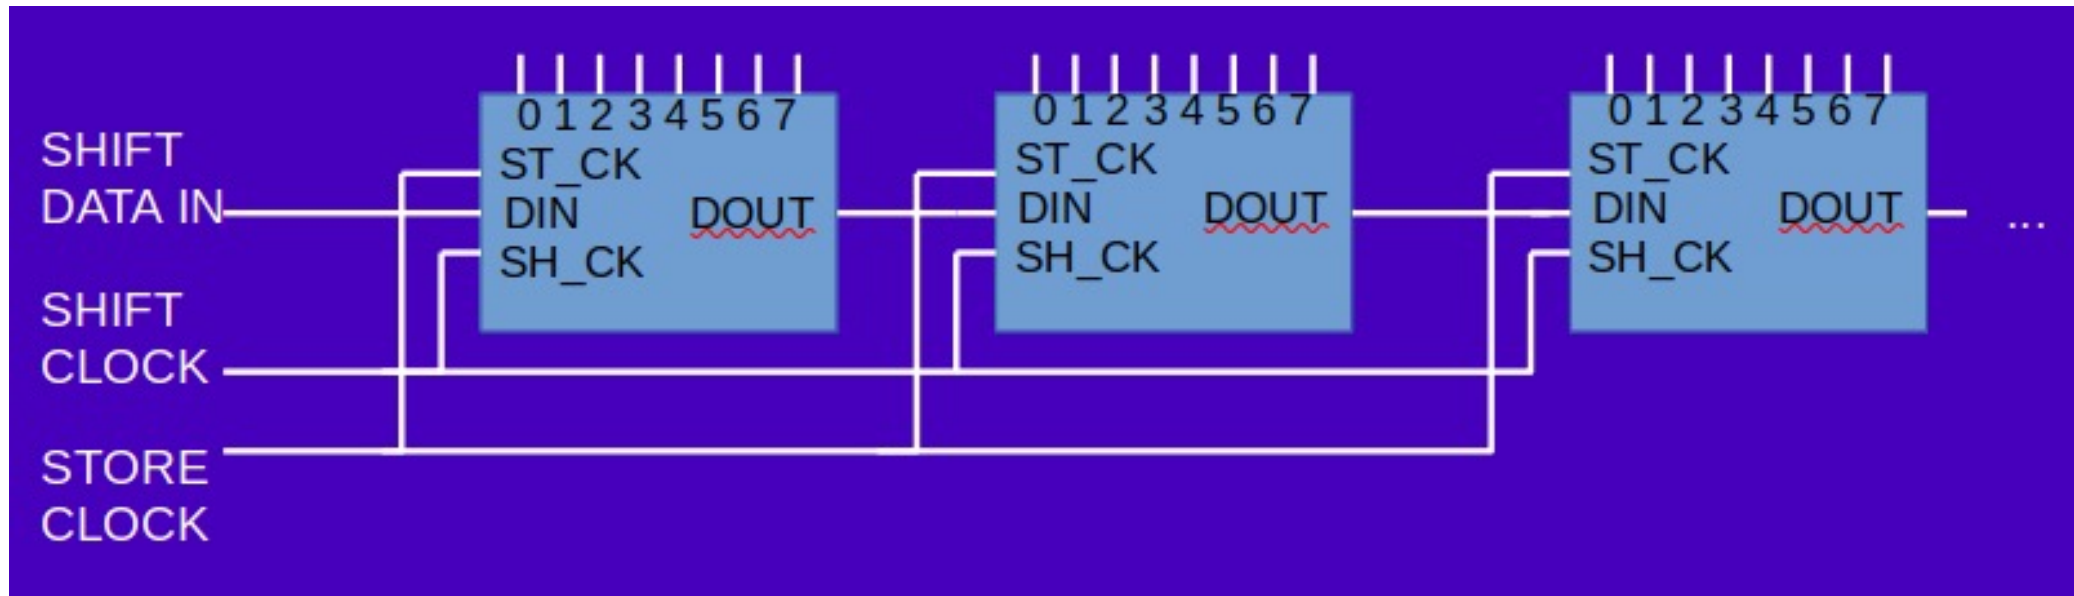 SHIFT
DATA IN
SHIFT
CLOCK
STORE
CLOCK
0 1 2 3 4 5 6 7
ST_CK
DIN DOUT
SH_CK
0 1 2 3 4 5 6 7
ST_CK
DIN DOUT
SH_CK
0 1 2 3 4 5 6 7
ST_CK
DIN DOUT
SH_CK
...